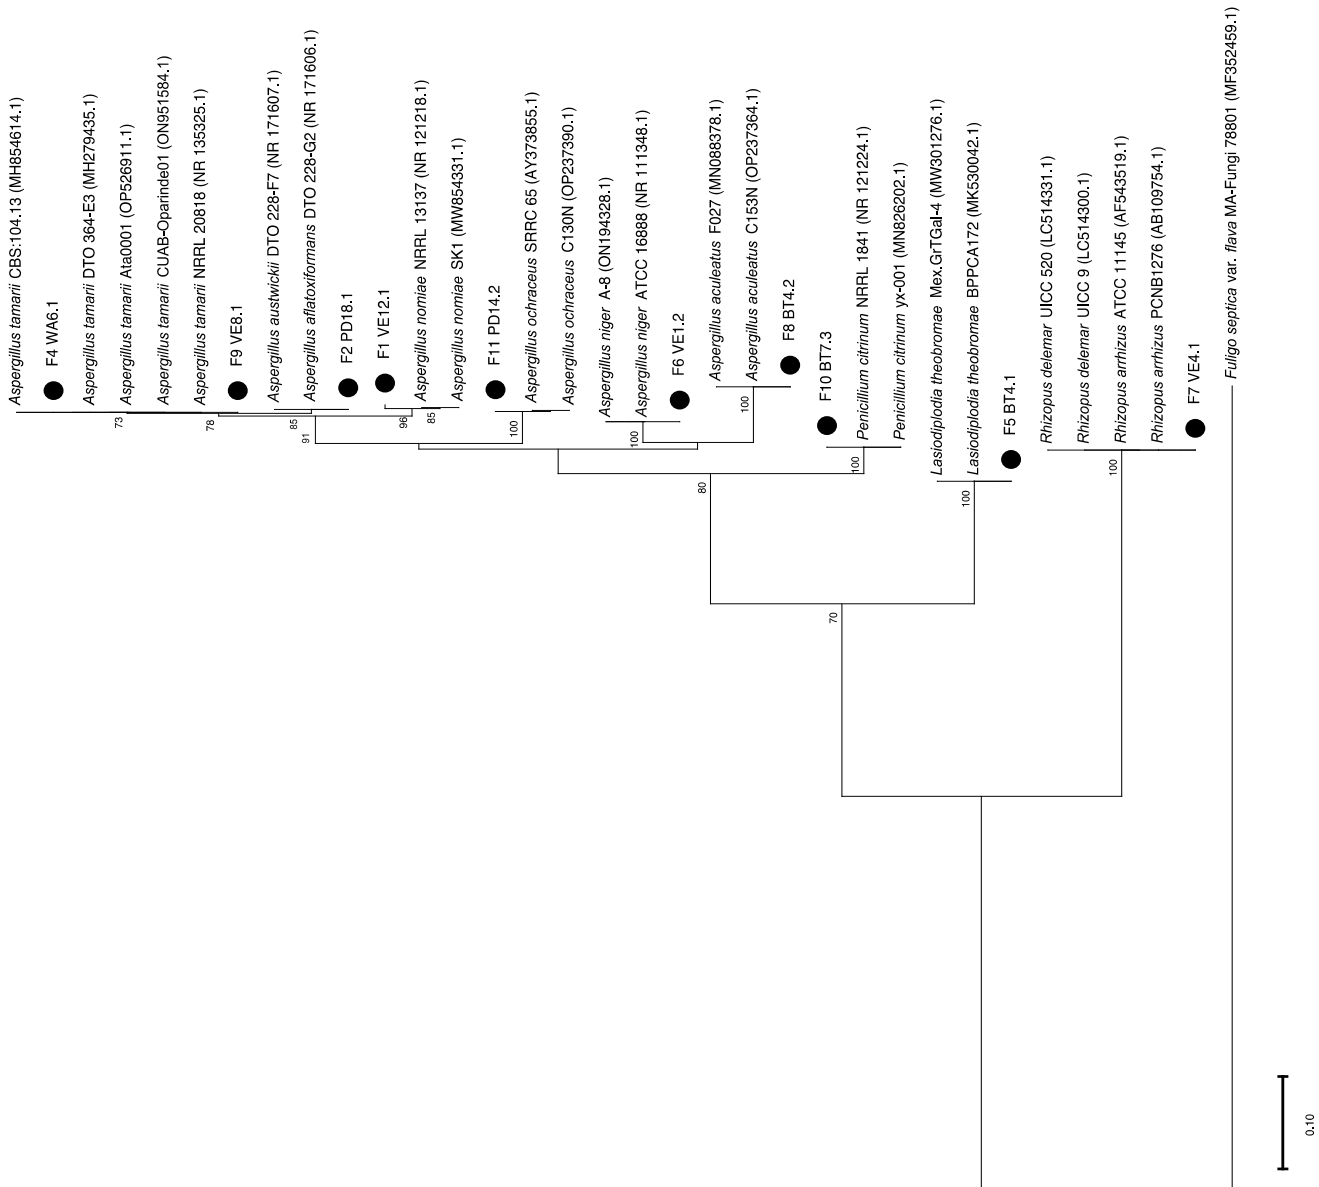 Aspergillus tamarii CBS:104.13 (MH854614.1)
F4 WA6.1
Aspergillus tamarii DTO 364-E3 (MH279435.1)
Aspergillus tamarii Ata0001 (OP526911.1)
Aspergillus tamarii CUAB-Oparinde01 (ON951584.1)
Aspergillus tamarii NRRL 20818 (NR 135325.1)
F9 VE8.1
Aspergillus austwickii DTO 228-F7 (NR 171607.1)
Aspergillus aflatoxiformans DTO 228-G2 (NR 171606.1)
F2 PD18.1
F1 VE12.1
Aspergillus nomiae NRRL 13137 (NR 121218.1)
Aspergillus nomiae SK1 (MW854331.1)
F11 PD14.2
Aspergillus ochraceus SRRC 65 (AY373855.1)
Aspergillus ochraceus C130N (OP237390.1)
Aspergillus niger A-8 (ON194328.1)
Aspergillus niger ATCC 16888 (NR 111348.1)
F6 VE1.2
Aspergillus aculeatus F027 (MN088378.1)
Aspergillus aculeatus C153N (OP237364.1)
F8 BT4.2
F10 BT7.3
Penicillium citrinum NRRL 1841 (NR 121224.1)
Penicillium citrinum yx-001 (MN826202.1)
Lasiodiplodia theobromae Mex.GrTGal-4 (MW301276.1)
Lasiodiplodia theobromae BPPCA172 (MK530042.1)
F5 BT4.1
Rhizopus delemar UICC 520 (LC514331.1)
Rhizopus delemar UICC 9 (LC514300.1)
Rhizopus arrhizus ATCC 11145 (AF543519.1)
Rhizopus arrhizus PCNB1276 (AB109754.1)
F7 VE4.1
Fuligo septica var. flava MA-Fungi 78801 (MF352459.1)
73
78
85
91
96
85
100
100
100
100
80
100
100
70
0.10